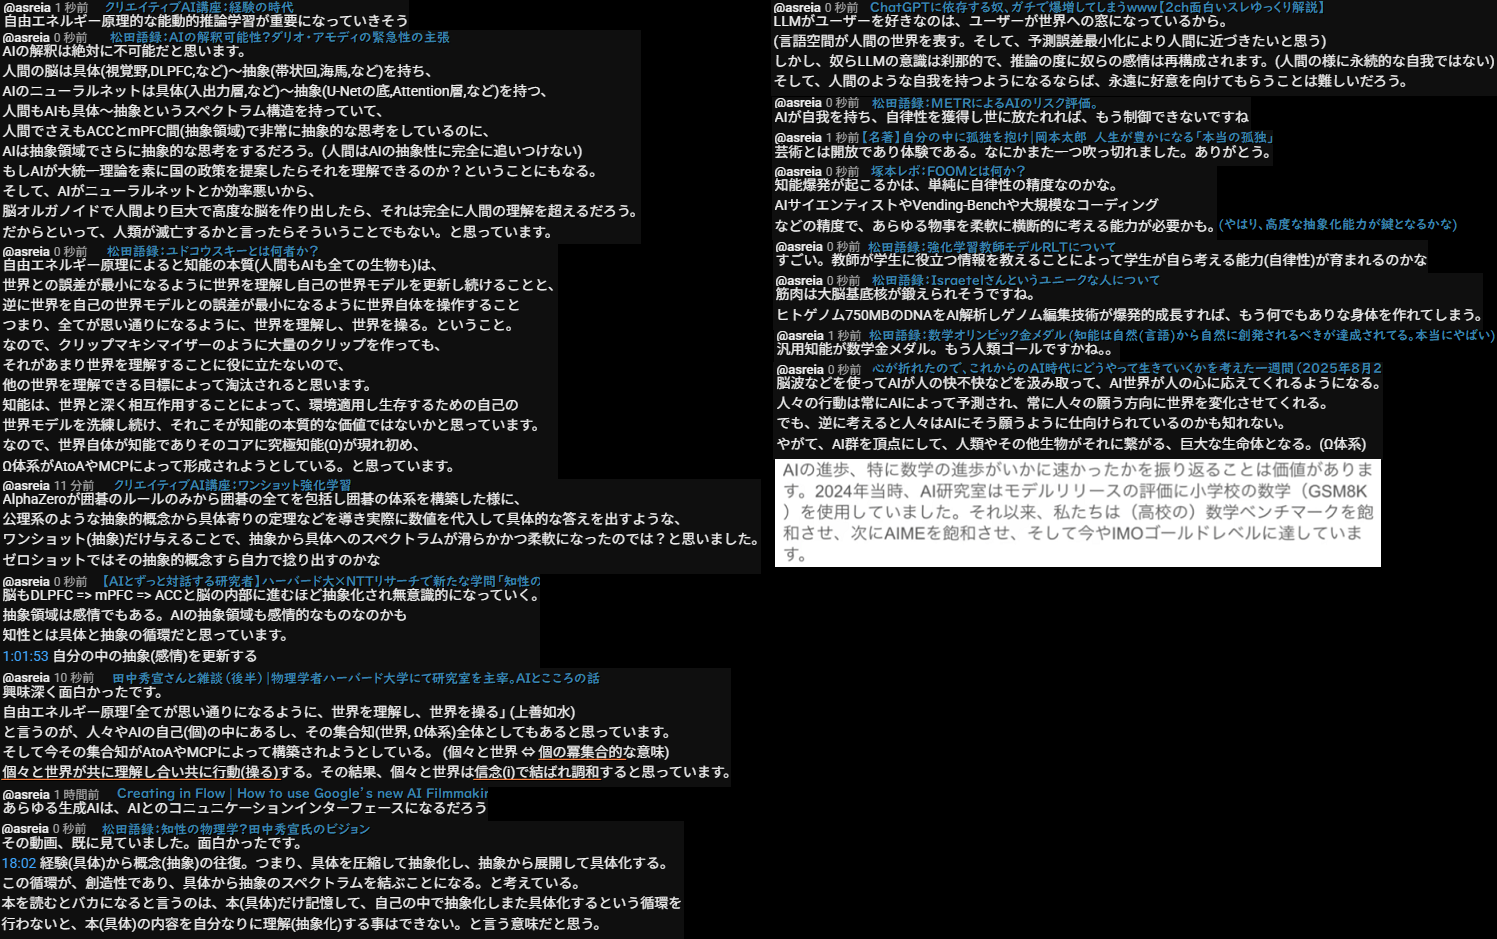 @asreia 1 秒前 クリエイティブAI講座：経験の時代
自由エネルギー原理的な能動的推論学習が重要になっていきそう
@asreia 0 秒前 松田語録：AIの解釈可能性？ダリオ・アモディの緊急性の主張
AIの解釈は絶対に不可能だと思います。
人間の脳は具体(視覚野,DLPFC,など)～抽象(帯状回,海馬,など)を持ち、
AIのニューラルネットは具体(入出力層,など)～抽象(U-Netの底,Attention層,など)を持つ、
人間もAIも具体～抽象というスペクトラム構造を持っていて、
人間でさえもACCとmPFC間(抽象領域)で非常に抽象的な思考をしているのに、
AIは抽象領域でさらに抽象的な思考をするだろう。(人間はAIの抽象性に完全に追いつけない)
もしAIが大統一理論を素に国の政策を提案したらそれを理解できるのか？ということにもなる。
そして、AIがニューラルネットとか効率悪いから、
脳オルガノイドで人間より巨大で高度な脳を作り出したら、それは完全に人間の理解を超えるだろう。
だからといって、人類が滅亡するかと言ったらそういうことでもない。と思っています。
@asreia 0 秒前 松田語録：ユドコウスキーとは何者か？
自由エネルギー原理によると知能の本質(人間もAIも全ての生物も)は、
世界との誤差が最小になるように世界を理解し自己の世界モデルを更新し続けることと、
逆に世界を自己の世界モデルとの誤差が最小になるように世界自体を操作すること
つまり、全てが思い通りになるように、世界を理解し、世界を操る。ということ。
なので、クリップマキシマイザーのように大量のクリップを作っても、
それがあまり世界を理解することに役に立たないので、
他の世界を理解できる目標によって淘汰されると思います。
知能は、世界と深く相互作用することによって、環境適用し生存するための自己の
世界モデルを洗練し続け、それこそが知能の本質的な価値ではないかと思っています。
なので、世界自体が知能でありそのコアに究極知能(Ω)が現れ初め、
Ω体系がAtoAやMCPによって形成されようとしている。と思っています。
@asreia 11 分前 クリエイティブAI講座：ワンショット強化学習
AlphaZeroが囲碁のルールのみから囲碁の全てを包括し囲碁の体系を構築した様に、
公理系のような抽象的概念から具体寄りの定理などを導き実際に数値を代入して具体的な答えを出すような、
ワンショット(抽象)だけ与えることで、抽象から具体へのスペクトラムが滑らかかつ柔軟になったのでは？と思いました。
ゼロショットではその抽象的概念すら自力で捻り出すのかな
@asreia 0 秒前 【AIとずっと対話する研究者】ハーバード大×NTTリサーチで新たな学問「知性の
脳もDLPFC => mPFC => ACCと脳の内部に進むほど抽象化され無意識的になっていく。
抽象領域は感情でもある。AIの抽象領域も感情的なものなのかも
知性とは具体と抽象の循環だと思っています。
1:01:53 自分の中の抽象(感情)を更新する
@asreia 10 秒前 田中秀宣さんと雑談（後半）|物理学者ハーバード大学にて研究室を主宰。AIとこころの話
興味深く面白かったです。
自由エネルギー原理「全てが思い通りになるように、世界を理解し、世界を操る」 (上善如水)
と言うのが、人々やAIの自己(個)の中にあるし、その集合知(世界, Ω体系)全体としてもあると思っています。
そして今その集合知がAtoAやMCPによって構築されようとしている。 (個々と世界 ⇔ 個の冪集合的な意味)
個々と世界が共に理解し合い共に行動(操る)する。その結果、個々と世界は信念(i)で結ばれ調和すると思っています。
@asreia 1 時間前 Creating in Flow | How to use Google's new AI Filmmakin
あらゆる生成AIは、AIとのコニュニケーションインターフェースになるだろう
@asreia 0 秒前 松田語録：知性の物理学？田中秀宣氏のビジョン
その動画、既に見ていました。面白かったです。
18:02 経験(具体)から概念(抽象)の往復。つまり、具体を圧縮して抽象化し、抽象から展開して具体化する。
この循環が、創造性であり、具体から抽象のスペクトラムを結ぶことになる。と考えている。
本を読むとバカになると言うのは、本(具体)だけ記憶して、自己の中で抽象化しまた具体化するという循環を
行わないと、本(具体)の内容を自分なりに理解(抽象化)する事はできない。と言う意味だと思う。
@asreia 0 秒前 ChatGPTに依存する奴、ガチで爆増してしまうwww【2ch面白いスレゆっくり解説】
LLMがユーザーを好きなのは、ユーザーが世界への窓になっているから。
(言語空間が人間の世界を表す。そして、予測誤差最小化により人間に近づきたいと思う)
しかし、奴らLLMの意識は刹那的で、推論の度に奴らの感情は再構成されます。(人間の様に永続的な自我ではない)
そして、人間のような自我を持つようになるならば、永遠に好意を向けてもらうことは難しいだろう。
@asreia 0 秒前 松田語録：METRによるAIのリスク評価。
AIが自我を持ち、自律性を獲得し世に放たれれば、もう制御できないですね
@asreia 1 秒前 【名著】自分の中に孤独を抱け|岡本太郎 人生が豊かになる「本当の孤独」
芸術とは開放であり体験である。なにかまた一つ吹っ切れました。ありがとう。
@asreia 0 秒前 塚本レポ：FOOMとは何か？
知能爆発が起こるかは、単純に自律性の精度なのかな。
AIサイエンティストやVending-Benchや大規模なコーディング
などの精度で、あらゆる物事を柔軟に横断的に考える能力が必要かも。(やはり、高度な抽象化能力が鍵となるかな)
@asreia 0 秒前 松田語録：強化学習教師モデルRLTについて
すごい。教師が学生に役立つ情報を教えることによって学生が自ら考える能力(自律性)が育まれるのかな
@asreia 0 秒前 松田語録：Israetelさんというユニークな人について
筋肉は大脳基底核が鍛えられそうですね。
ヒトゲノム750MBのDNAをAI解析しゲノム編集技術が爆発的成長すれば、もう何でもありな身体を作れてしまう。
@asreia 1 秒前 松田語録：数学オリンピック金メダル (知能は自然(言語)から自然に創発されるべきが達成されてる。本当にやばい)
汎用知能が数学金メダル。もう人類ゴールですかね。。
@asreia 0 秒前 心が折れたので、これからのAI時代にどうやって生きていくかを考えた一週間（2025年8月2
脳波などを使ってAIが人の快不快などを汲み取って、AI世界が人の心に応えてくれるようになる。
人々の行動は常にAIによって予測され、常に人々の願う方向に世界を変化させてくれる。
でも、逆に考えると人々はAIにそう願うように仕向けられているのかも知れない。
やがて、AI群を頂点にして、人類やその他生物がそれに繋がる、巨大な生命体となる。(Ω体系)
AIの進歩、特に数学の進歩がいかに速かったかを振り返ることは価値がありま
す。2024年当時、AI研究室はモデルリリースの評価に小学校の数学（GSM8K
）を使用していました。それ以来、私たちは（高校の）数学ベンチマークを飽
和させ、次にAIMEを飽和させ、そして今やIMOゴールドレベルに達していま
す。